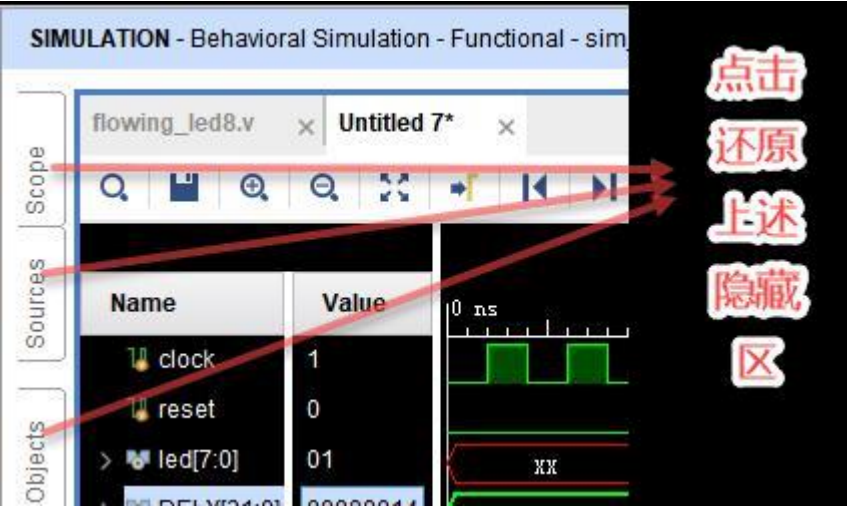 SIMULATION - Behavioral Simulation - Functional - sim_
flowing_led8.v
Untitled 7*
Scope
Sources
Objects
Name
Value
0 ns
clock
1
reset
0
led[7:0]
01
XX
点击
还原
上述
隐藏
区